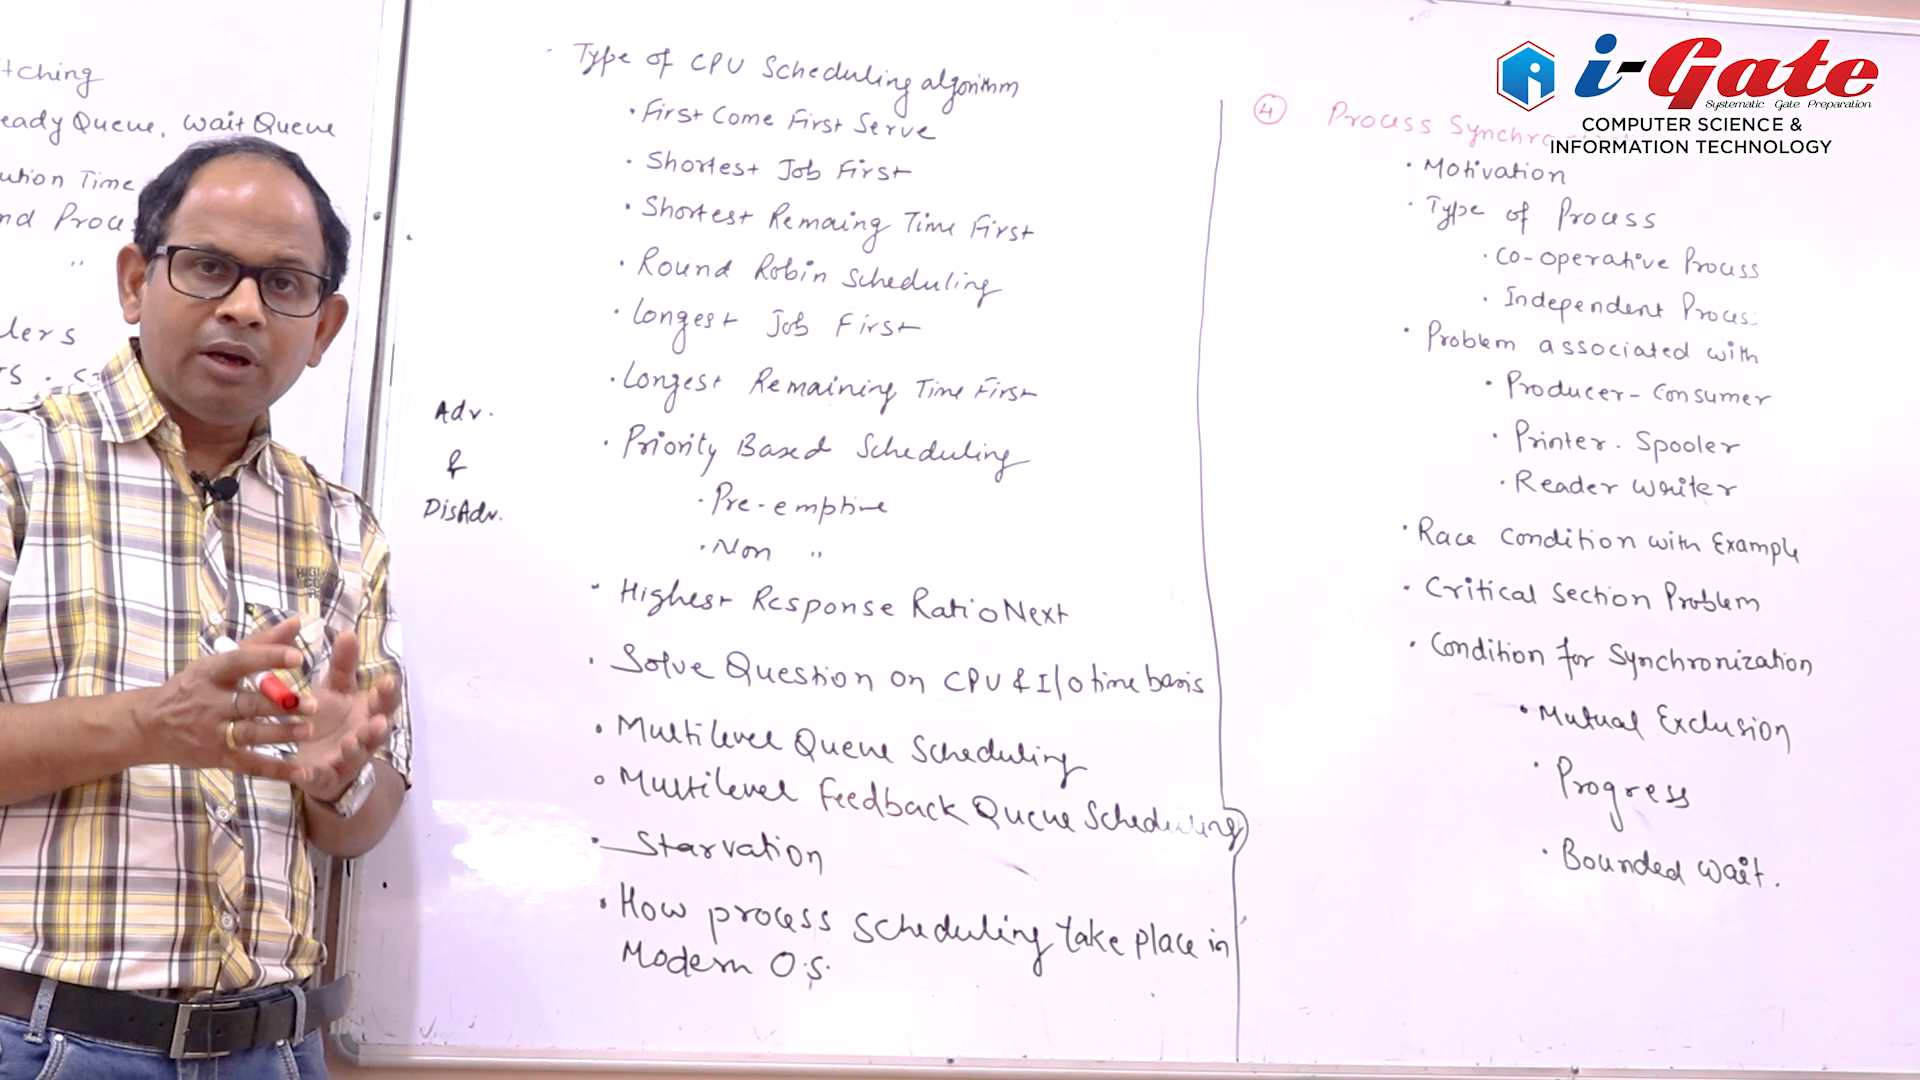 tching
eady Queue, Wait Queue
ution Time
nd Proce
"
lers
Adv.
&
DisAdv.
Type of CPU Scheduling algorithm
• First Come First Serve
• Shortest Job First
• Shortest Remaing Time First
• Round Robin Scheduling
• Longest Job First
• Longest Remaining Time First
• Priority Based Scheduling
• Pre-emptive
• Non "
• Highest Response Ratio Next
• Solve Question on CPU & I/O time basis
• Multilevel Queue Scheduling
• Multilevel Feedback Queue Scheduling
• Starvation
• How process scheduling take place in
Modern O.S.
i-Gate
Systematic Gate Preparation
COMPUTER SCIENCE &
INFORMATION TECHNOLOGY
④ Process Synchro
• Motivation
• Type of Process
• Co-operative Process
• Independent Proces
• Problem associated with
• Producer-Consumer
• Printer-Spooler
• Reader Writer
• Race Condition with Example
• Critical Section Problem
• Condition for Synchronization
• Mutual Exclusion
• Progress
• Bounded wait.